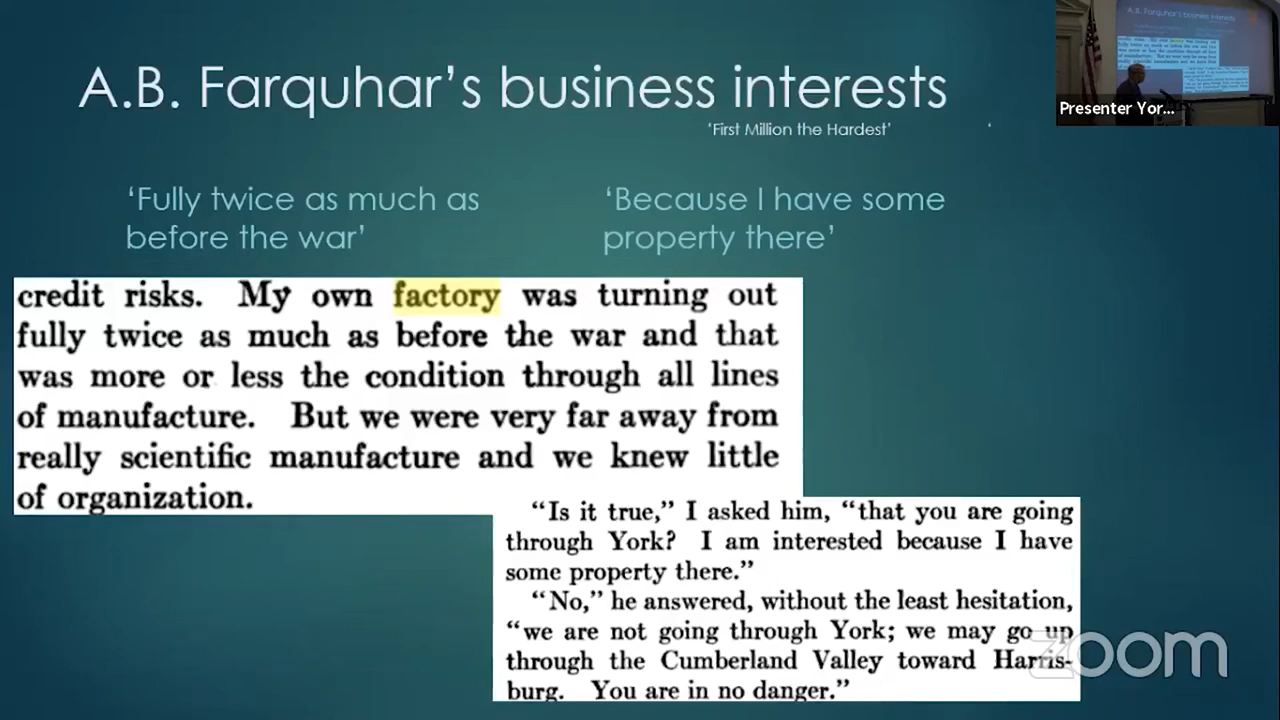 A.B. Farquhar's business interests
'First Million the Hardest'
'Fully twice as much as
before the war'
'Because I have some
property there'
credit risks. My own factory was turning out
fully twice as much as before the war and that
was more or less the condition through all lines
of manufacture. But we were very far away from
really scientific manufacture and we knew little
of organization.
"Is it true," I asked him, "that you are going
through York? I am interested because I have
some property there."
"No," he answered, without the least hesitation,
"we are not going through York; we may go up
through the Cumberland Valley toward Harris-
burg. You are in no danger."
zoom
A.B. Farquhar's business interests
Presenter Yor...